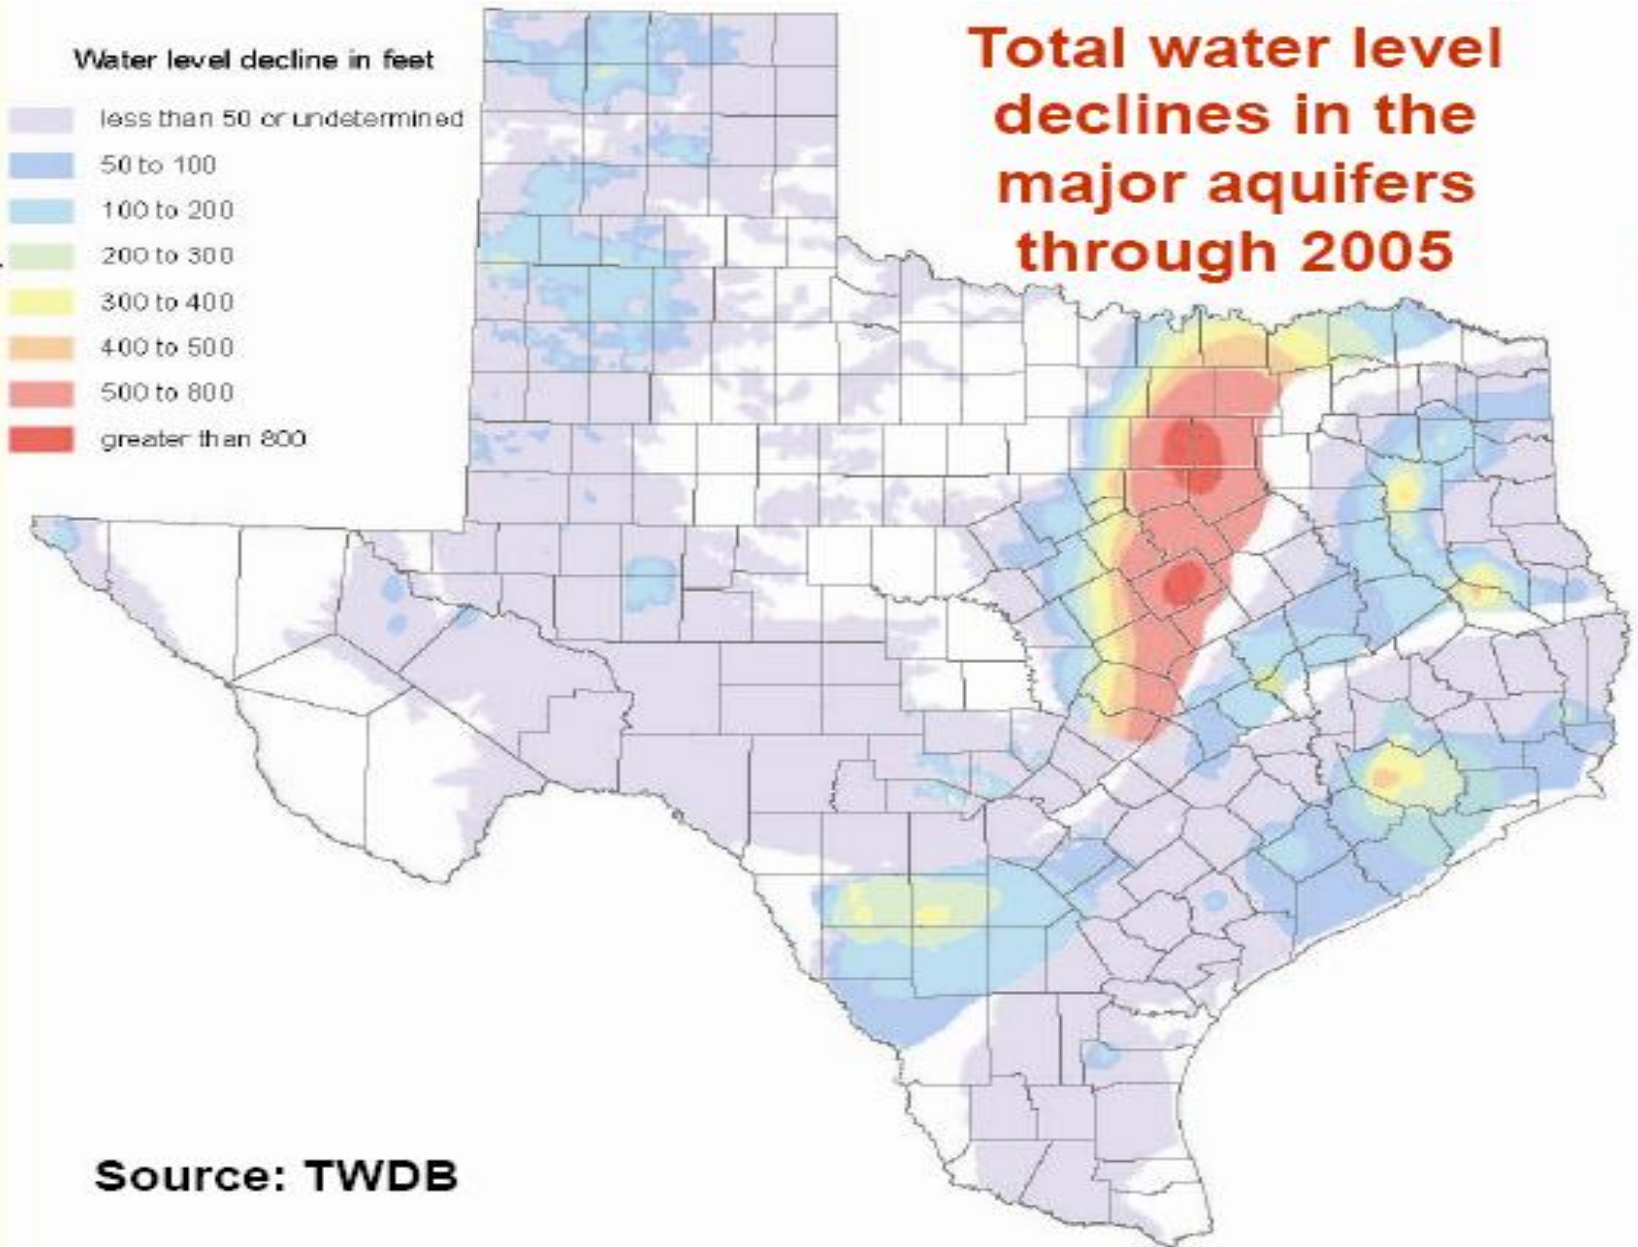 Total water level
declines in the
major aquifers
through 2005
Water level decline in feet
less than 50 or undetermined
50 to 100
100 to 200
200 to 300
300 to 400
400 to 500
500 to 800
greater than 800
Source: TWDB